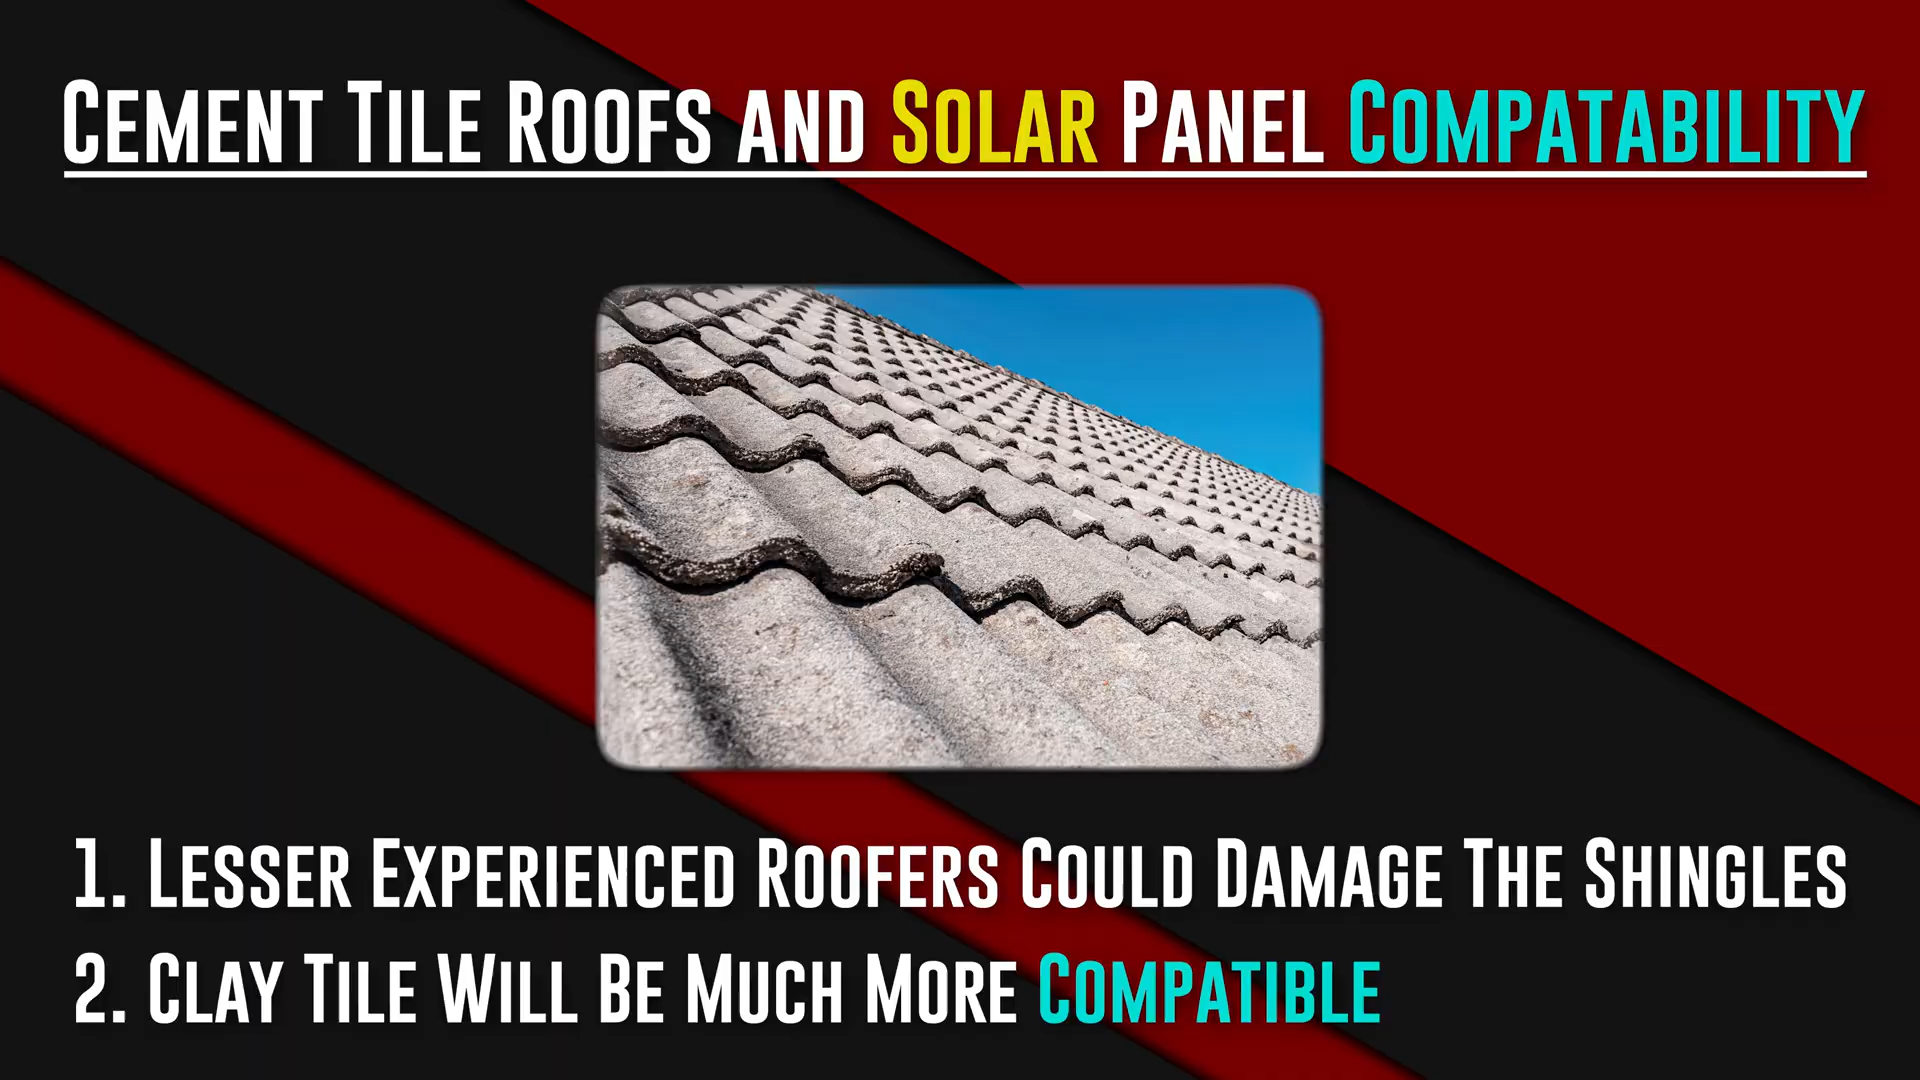 Cement Tile Roofs and Solar Panel Compatability
1. Lesser Experienced Roofers Could Damage The Shingles
2. Clay Tile Will Be Much More Compatible